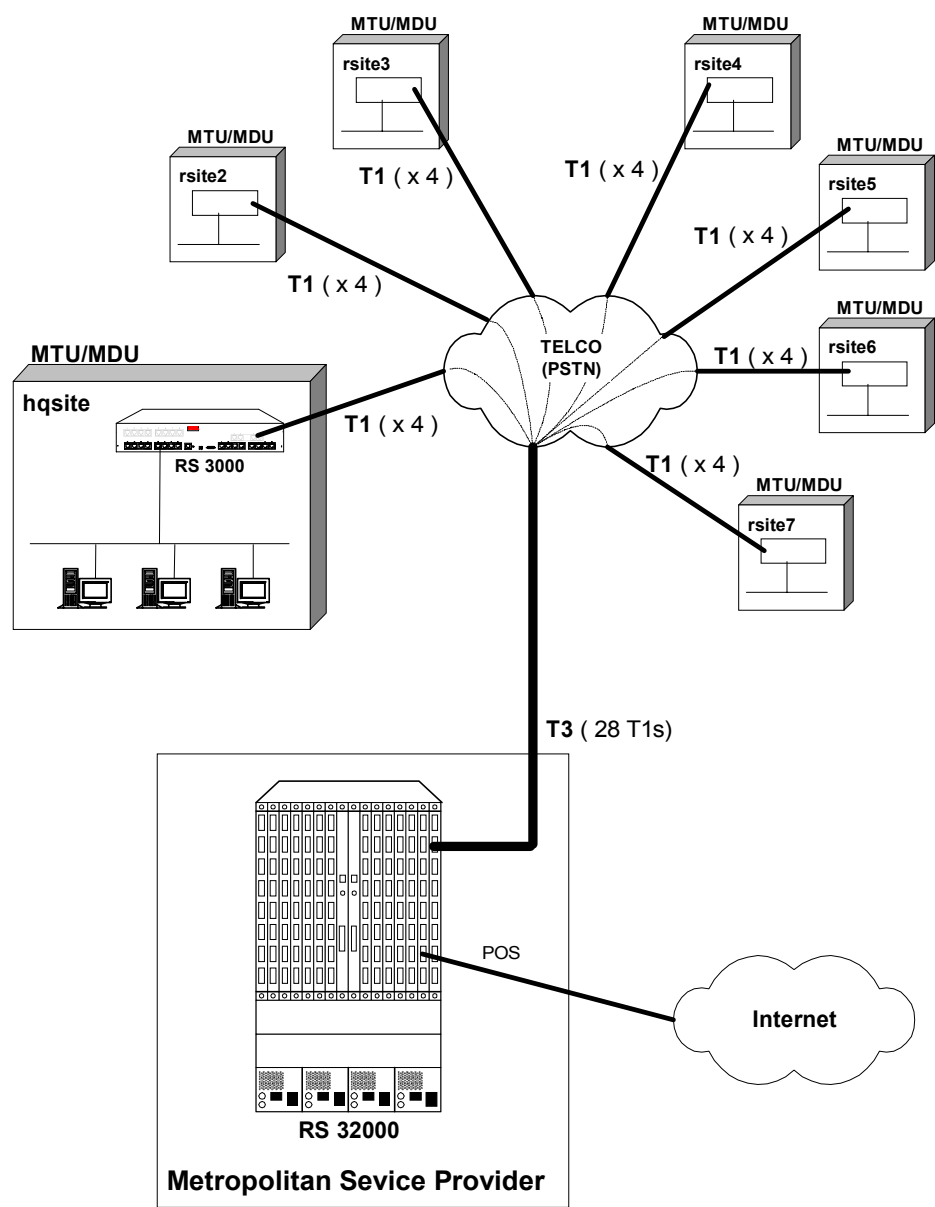 MTU/MDU
rsite3
MTU/MDU
rsite4
MTU/MDU
rsite2
MTU/MDU
rsite5
T1 ( x 4 )
T1 ( x 4 )
T1 ( x 4 )
T1 ( x 4 )
MTU/MDU
rsite6
TELCO
(PSTN)
T1 ( x 4 )
MTU/MDU
hqsite
RS 3000
T1 ( x 4 )
T1 ( x 4 )
MTU/MDU
rsite7
T3 ( 28 T1s)
POS
Internet
RS 32000
Metropolitan Sevice Provider